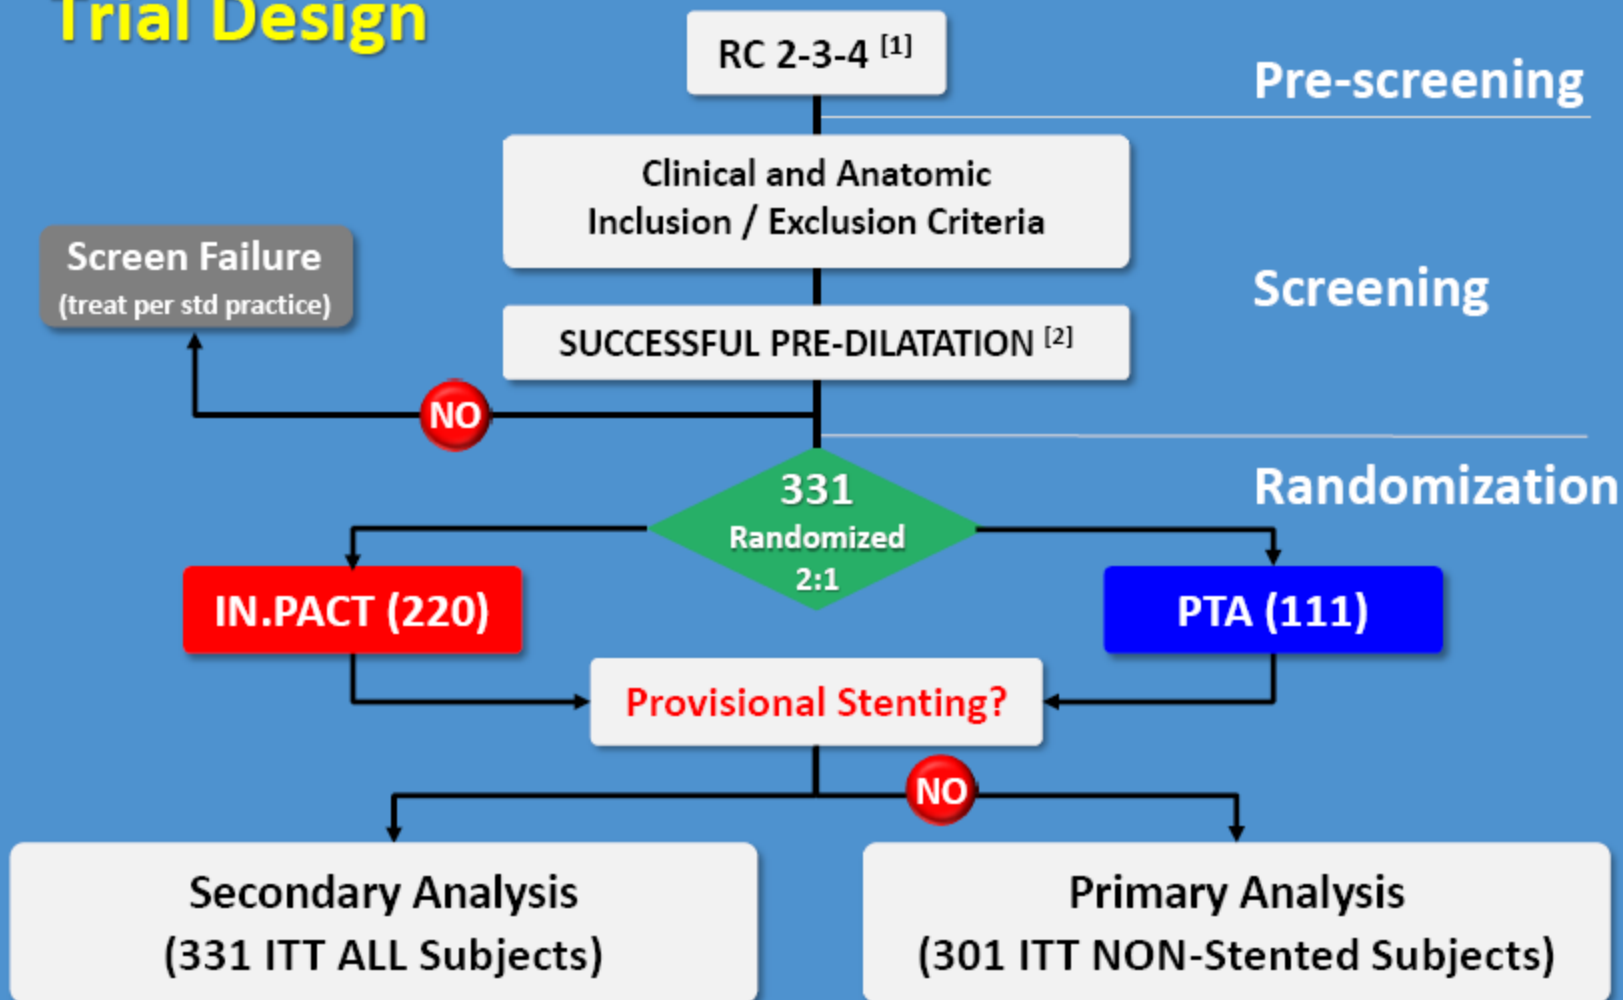 Trial Design
RC 2-3-4 [1]
Pre-screening
Clinical and Anatomic
Inclusion / Exclusion Criteria
Screen Failure
(treat per std practice)
Screening
SUCCESSFUL PRE-DILATATION [2]
NO
331
Randomized
2:1
Randomization
IN.PACT (220)
PTA (111)
Provisional Stenting?
NO
Secondary Analysis
(331 ITT ALL Subjects)
Primary Analysis
(301 ITT NON-Stented Subjects)